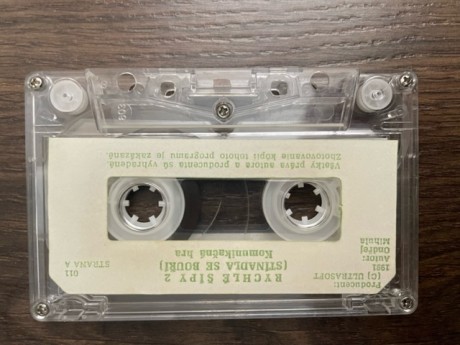 Producent:
(C) ULTRASOFT
1991
Autor:
Ondřej
Mihula
RYCHLÉ ŠÍPY 2
(STÍNADLA SE BOUŘÍ)
Komunikačná hra
011
STRANA A
Všetky práva autora a producenta sú vyhradené.
Zhotovovanie kópií tohoto programu je zakázané.